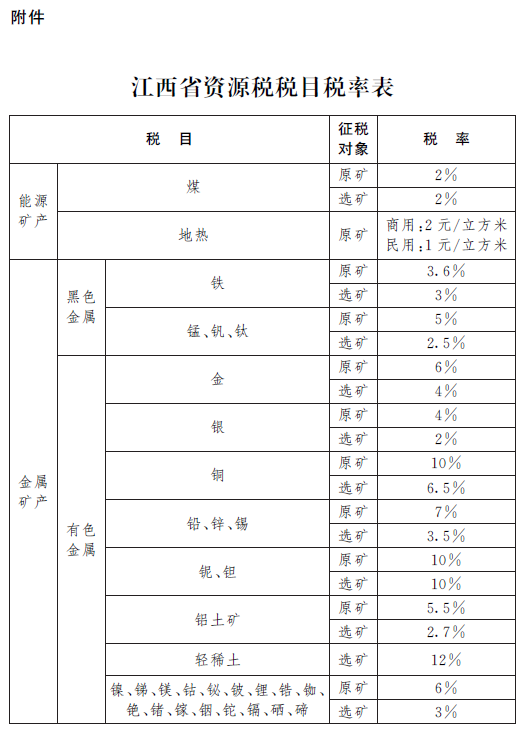 附件
江西省资源税税目税率表
税 目 征税对象 税 率
能源矿产 煤 原矿 2%
选矿 2%
地热 原矿 商用:2元/立方米
民用:1元/立方米
金属矿产 黑色金属 铁 原矿 3.6%
选矿 3%
锰、钒、钛 原矿 5%
选矿 2.5%
有色金属 金 原矿 6%
选矿 4%
银 原矿 4%
选矿 2%
铜 原矿 10%
选矿 6.5%
铅、锌、锡 原矿 7%
选矿 3.5%
铌、钽 原矿 10%
选矿 10%
铝土矿 原矿 5.5%
选矿 2.7%
轻稀土 选矿 12%
镍、锑、镁、钴、铋、铍、锂、锆、铷、 原矿 6%
铯、锗、镓、铟、铊、镉、硒、碲 选矿 3%